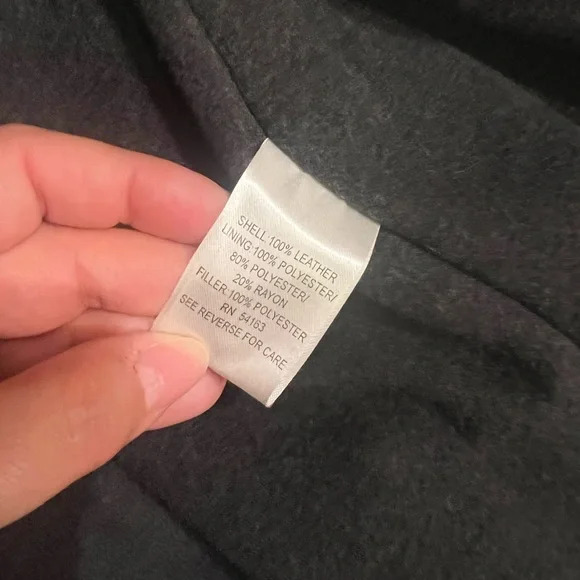 SHELL:100% LEATHER
LINING:100% POLYESTER/
80% POLYESTER/
20% RAYON
FILLER:100% POLYESTER
RN 54163
SEE REVERSE FOR CARE